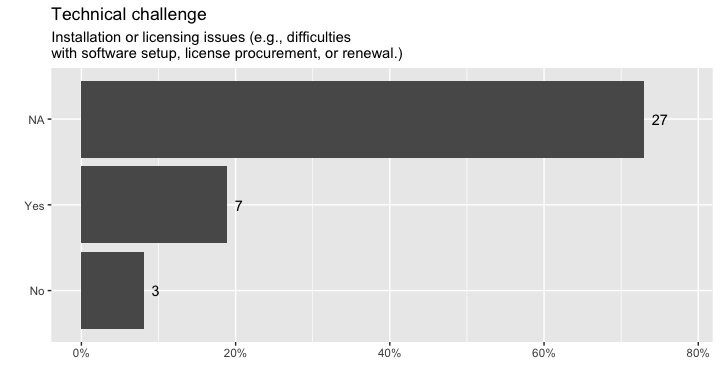 Technical challenge
Installation or licensing issues (e.g., difficulties
with software setup, license procurement, or renewal.)
NA
27
Yes
7
No
3
0%
20%
40%
60%
80%